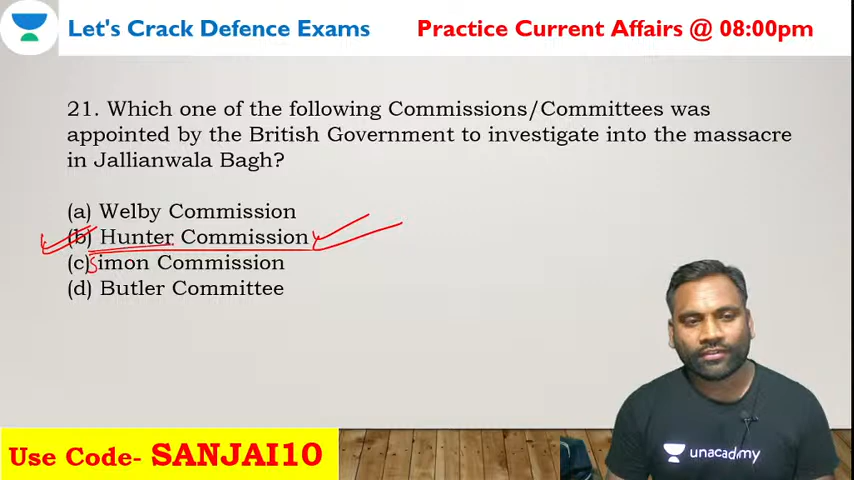 Let's Crack Defence Exams Practice Current Affairs @ 08:00pm
21. Which one of the following Commissions/Committees was
appointed by the British Government to investigate into the massacre
in Jallianwala Bagh?
(a) Welby Commission
(b) Hunter Commission
(c) Simon Commission
(d) Butler Committee
unacademy
Use Code- SANJAI10